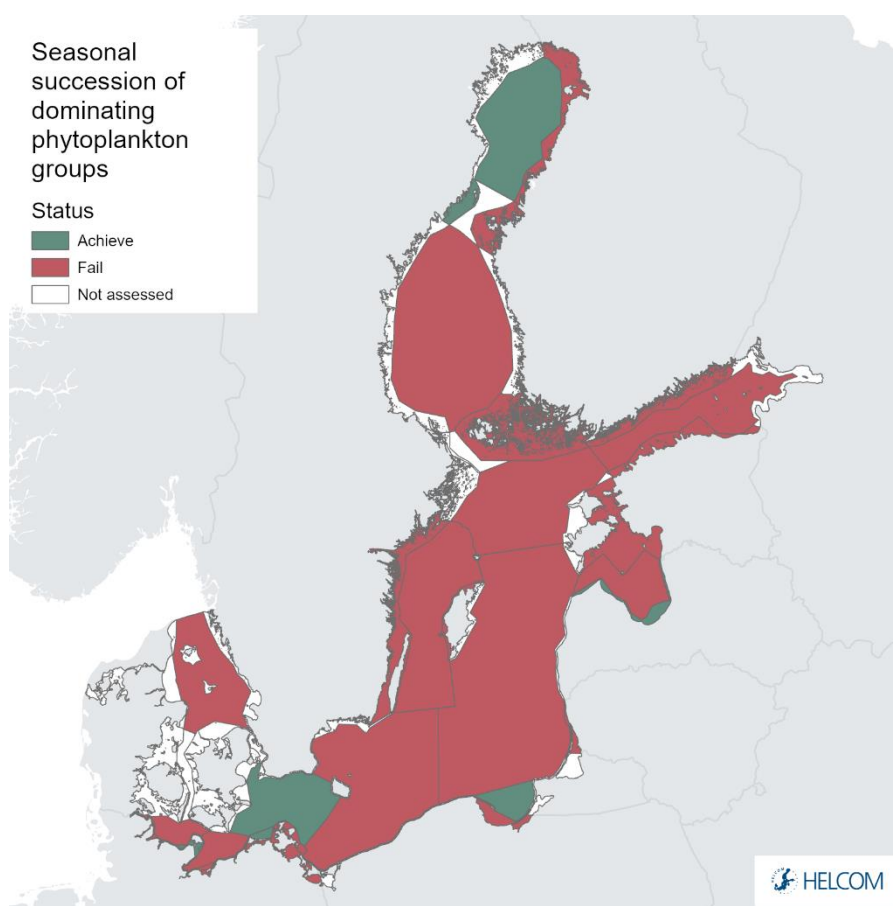 Seasonal
succession of
dominating
phytoplankton
groups
Status
Achieve
Fail
Not assessed
HELCOM